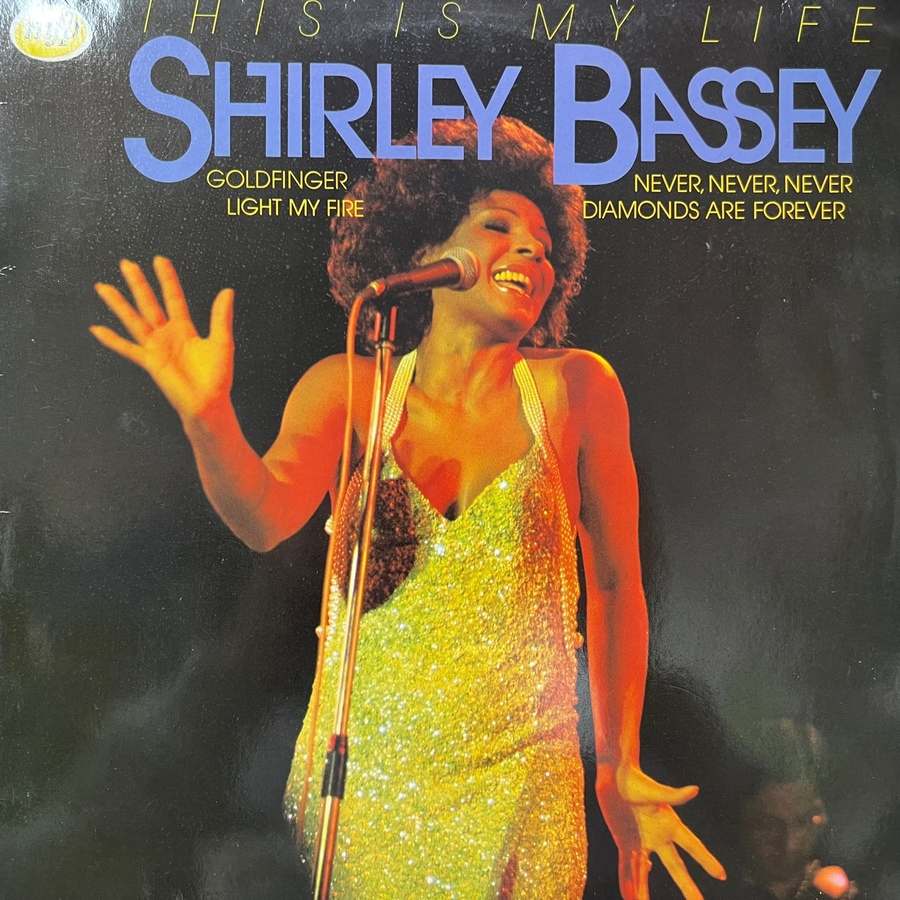 THIS IS MY LIFE
SHIRLEY BASSEY
GOLDFINGER
LIGHT MY FIRE
NEVER, NEVER, NEVER
DIAMONDS ARE FOREVER